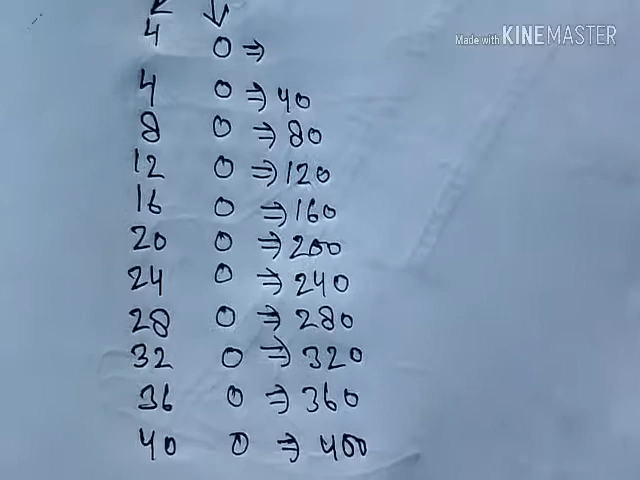 Made with KINEMASTER
4 0 ⇒
4 0 ⇒ 40
8 0 ⇒ 80
12 0 ⇒ 120
16 0 ⇒ 160
20 0 ⇒ 200
24 0 ⇒ 240
28 0 ⇒ 280
32 0 ⇒ 320
36 0 ⇒ 360
40 0 ⇒ 400